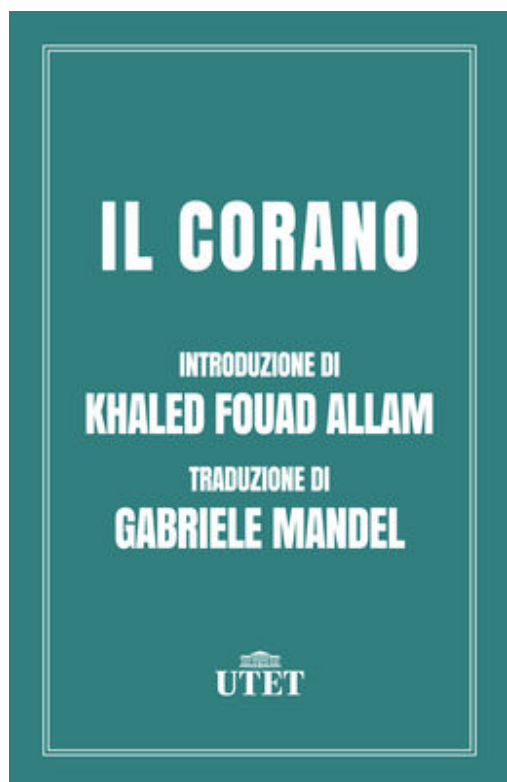 IL CORANO
INTRODUZIONE DI
KHALED FOUAD ALLAM
TRADUZIONE DI
GABRIELE MANDEL
UTET